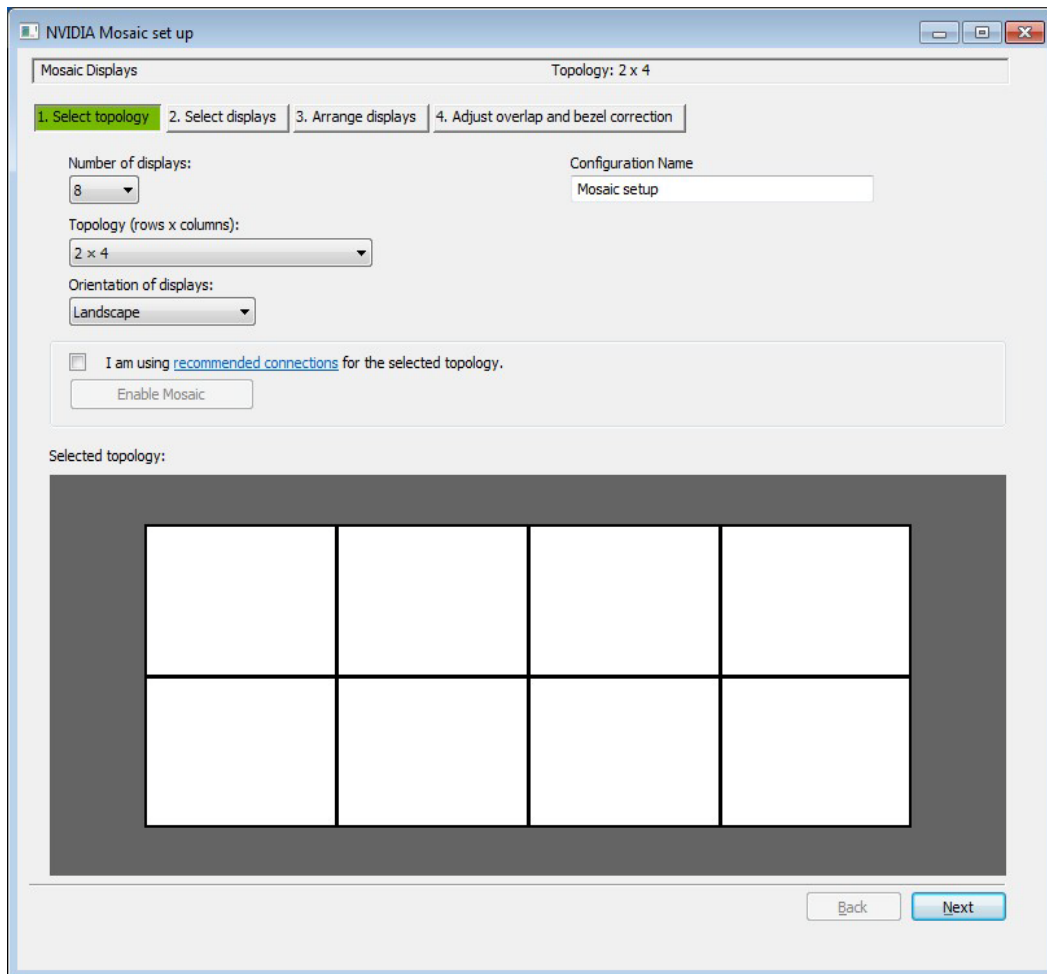 NVIDIA Mosaic set up
Mosaic Displays Topology: 2 x 4
1. Select topology 2. Select displays 3. Arrange displays 4. Adjust overlap and bezel correction
Number of displays: Configuration Name
8 Mosaic setup
Topology (rows x columns):
2 × 4
Orientation of displays:
Landscape
I am using recommended connections for the selected topology.
Enable Mosaic
Selected topology:
Back Next